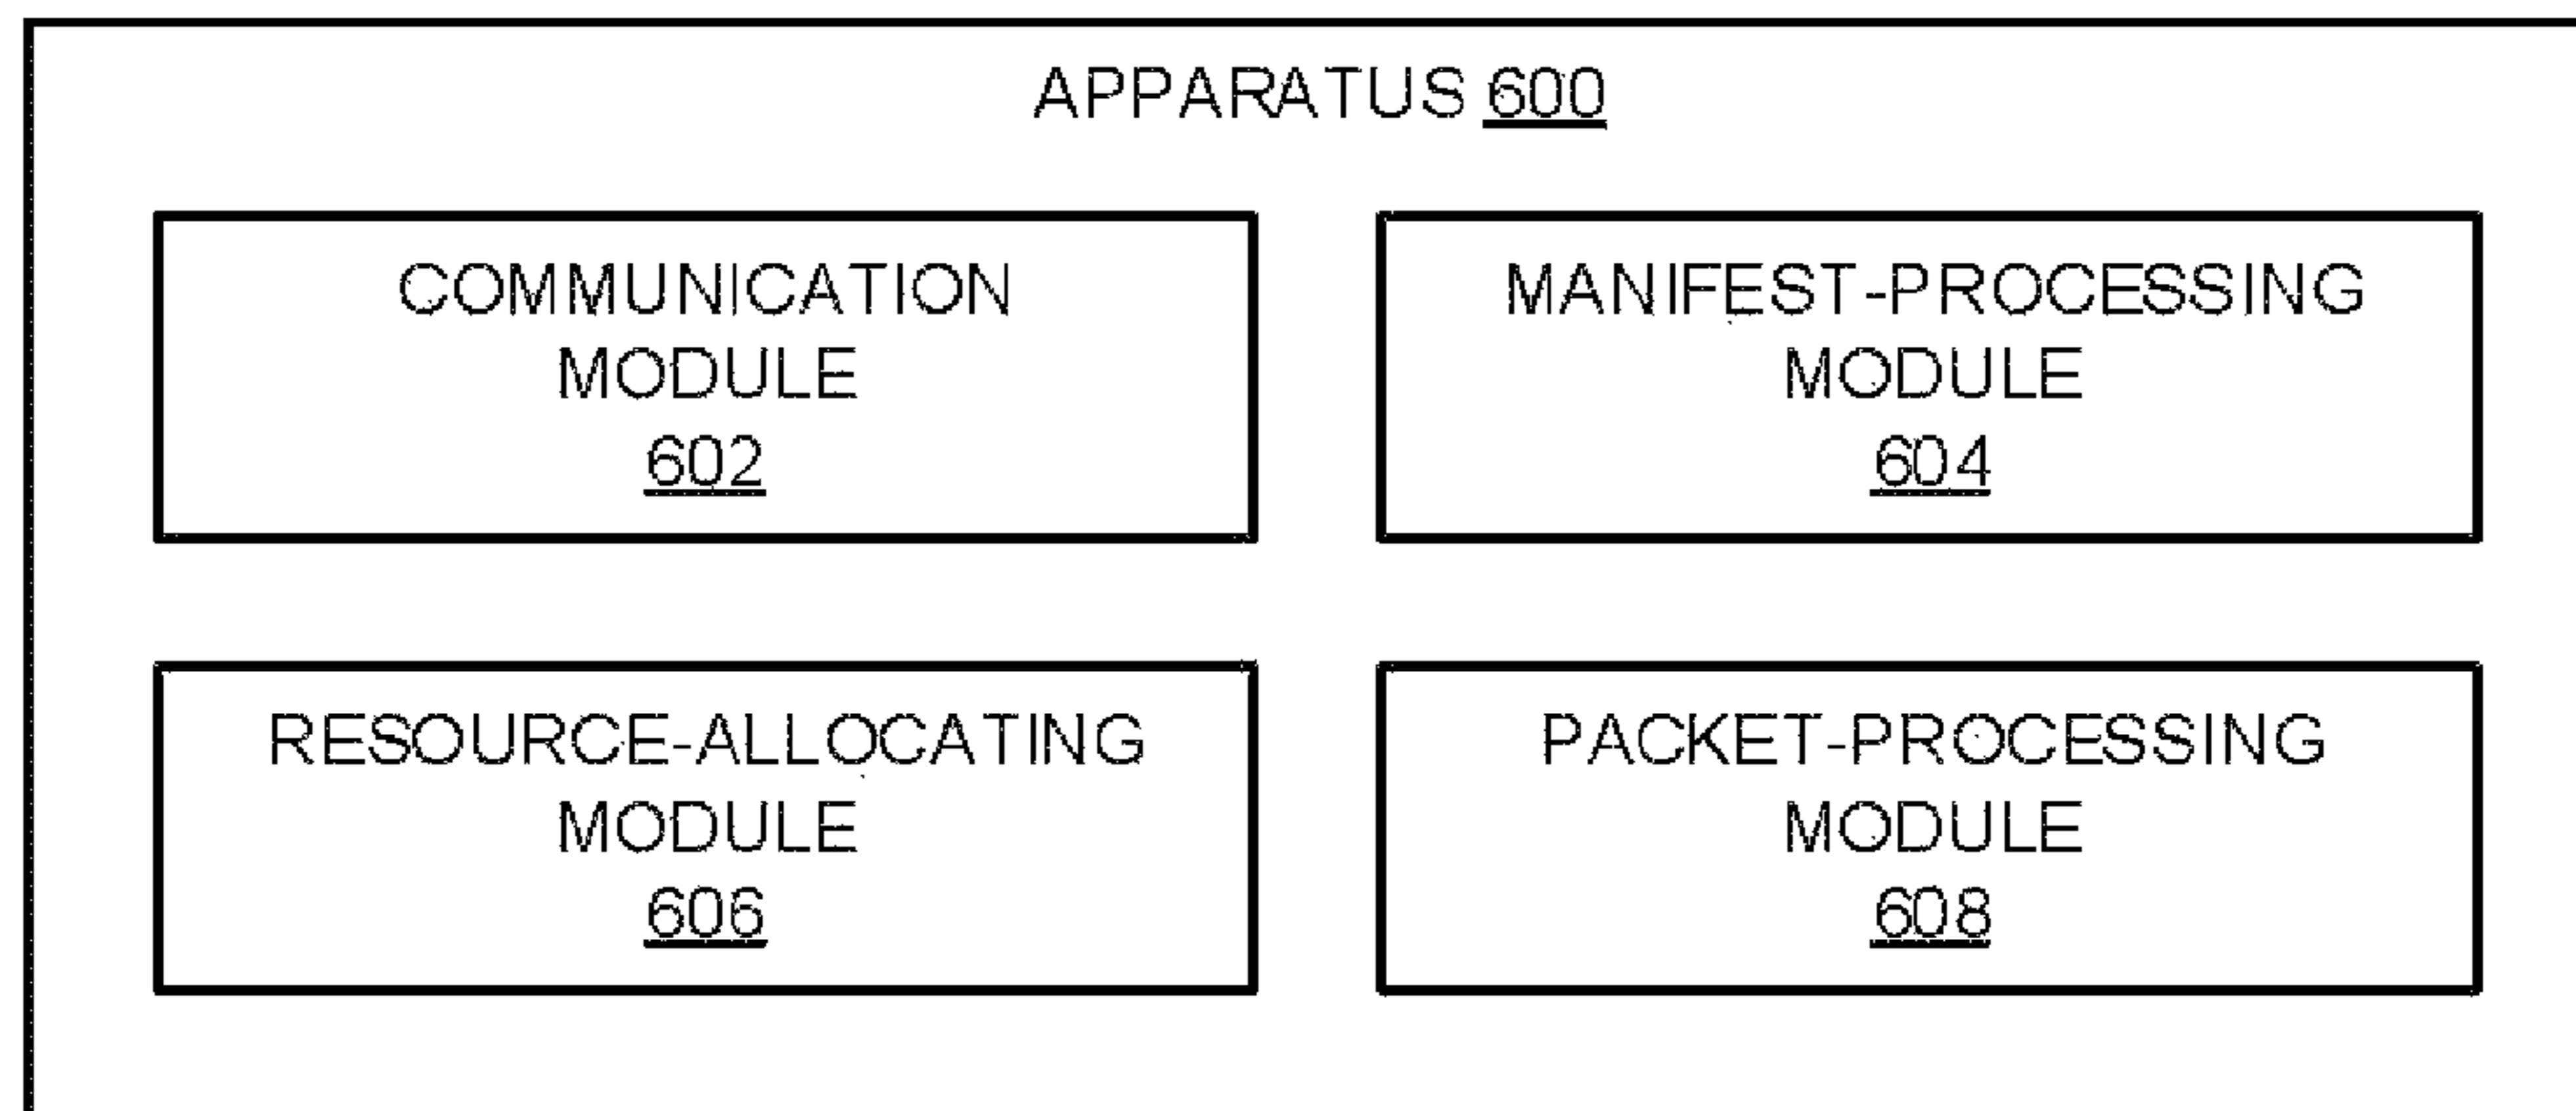 APPARATUS 600
COMMUNICATION
MODULE
602
MANIFEST-PROCESSING
MODULE
604
RESOURCE-ALLOCATING
MODULE
606
PACKET-PROCESSING
MODULE
608